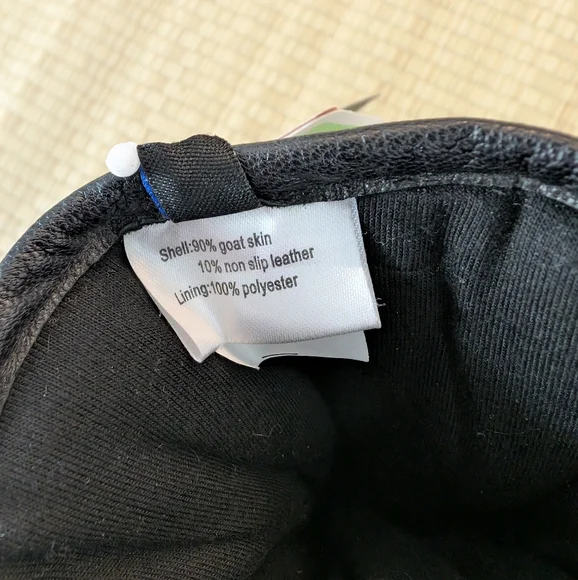 Shell:90% goat skin
10% non slip leather
Lining:100% polyester